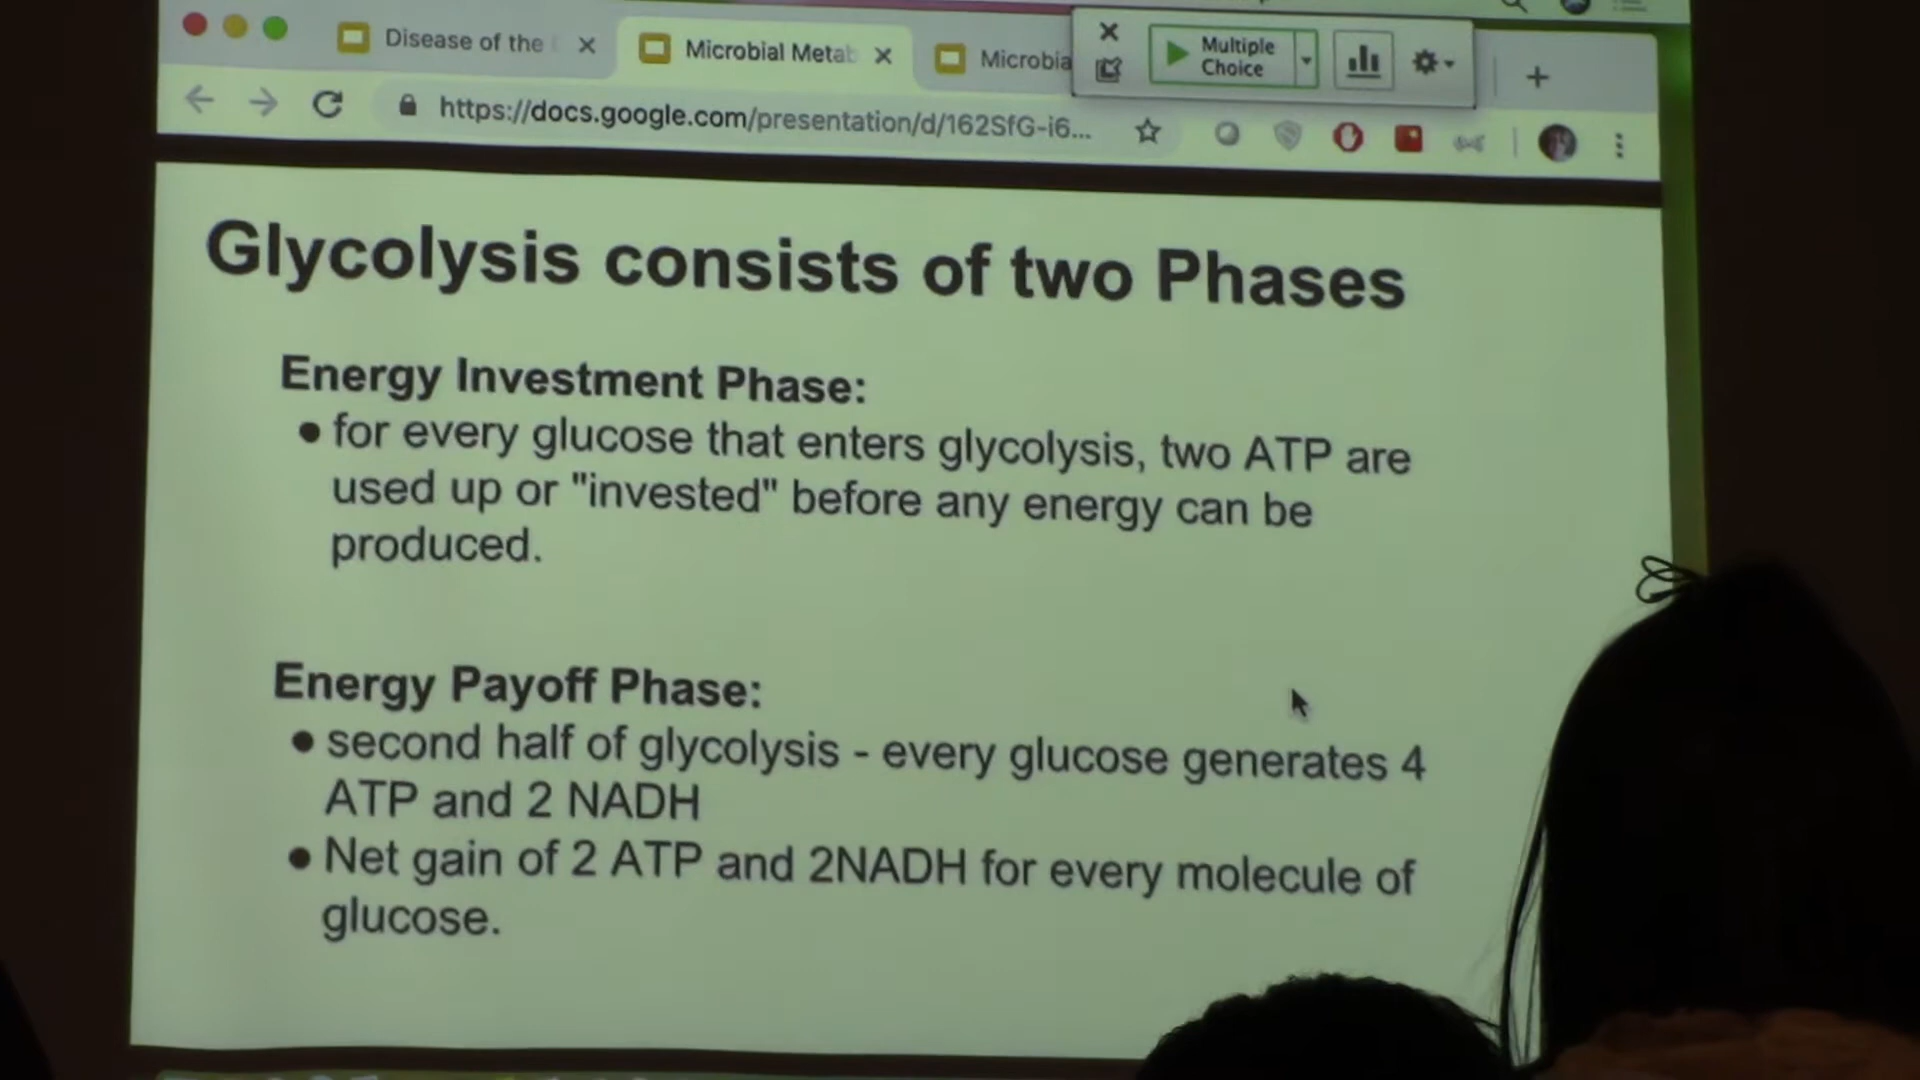 Disease of the
Microbial Metab
Microbia
Multiple
Choice
https://docs.google.com/presentation/d/162SfG-i6...
Glycolysis consists of two Phases
Energy Investment Phase:
• for every glucose that enters glycolysis, two ATP are
used up or "invested" before any energy can be
produced.
Energy Payoff Phase:
• second half of glycolysis - every glucose generates 4
ATP and 2 NADH
• Net gain of 2 ATP and 2NADH for every molecule of
glucose.